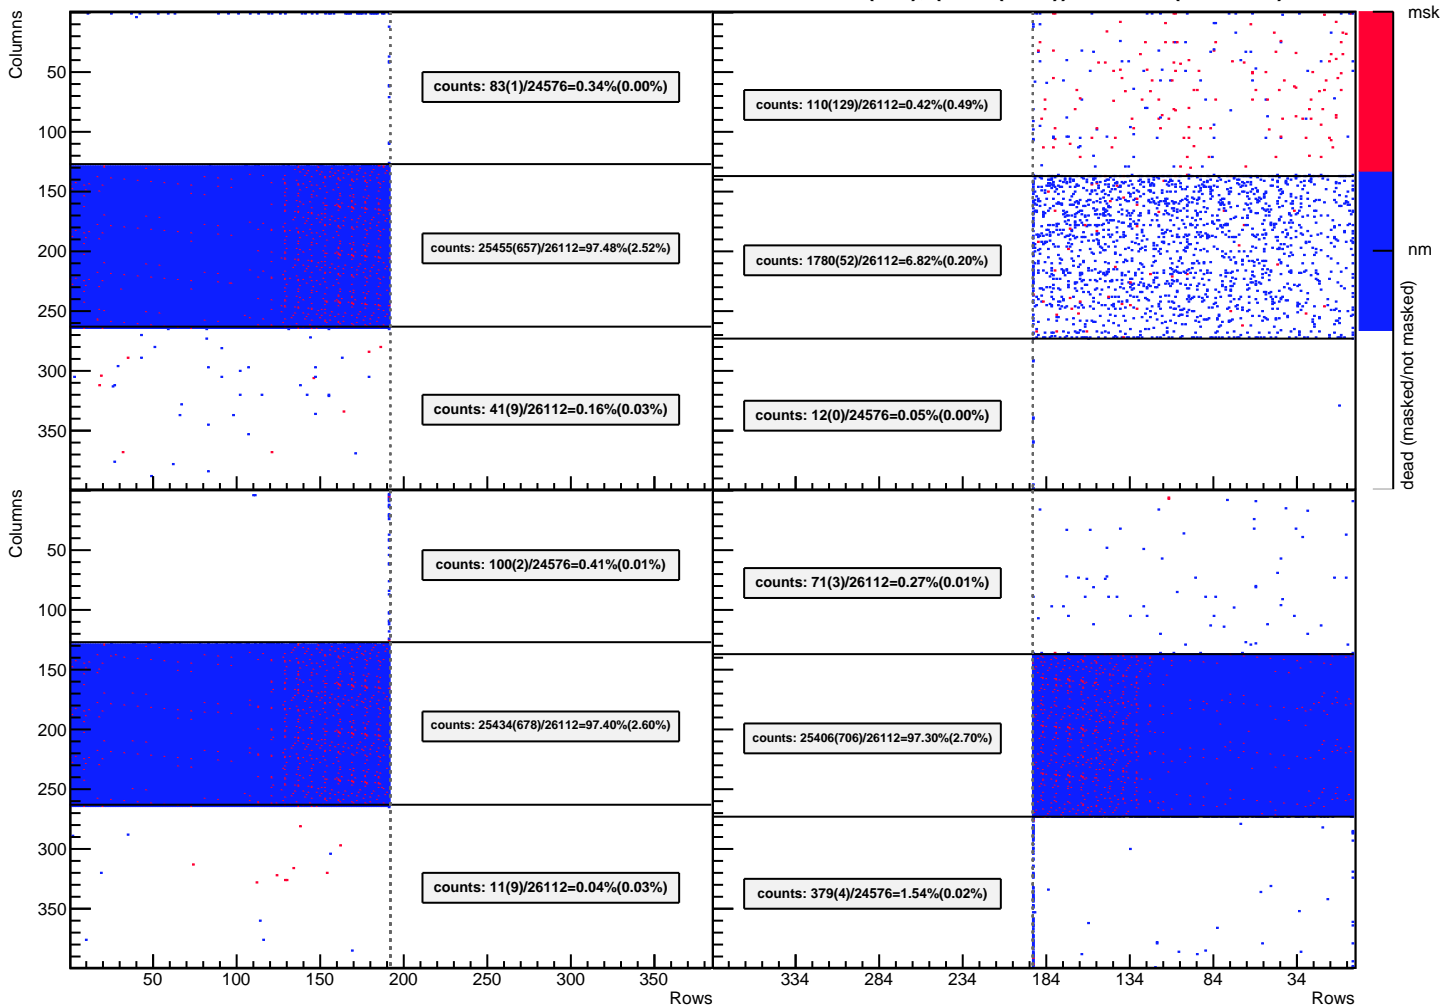 msk
Columns
50
100
150
200
250
300
350
counts: 83(1)/24576=0.34%(0.00%)
counts: 110(129)/26112=0.42%(0.49%)
counts: 25455(657)/26112=97.48%(2.52%)
counts: 1780(52)/26112=6.82%(0.20%)
counts: 41(9)/26112=0.16%(0.03%)
counts: 12(0)/24576=0.05%(0.00%)
nm
dead (masked/not masked)
Columns
50
100
150
200
250
300
350
counts: 100(2)/24576=0.41%(0.01%)
counts: 71(3)/26112=0.27%(0.01%)
counts: 25434(678)/26112=97.40%(2.60%)
counts: 25406(706)/26112=97.30%(2.70%)
counts: 11(9)/26112=0.04%(0.03%)
counts: 379(4)/24576=1.54%(0.02%)
50 100 150 200 250 300 350
334 284 234 184 134 84 34
Rows
Rows